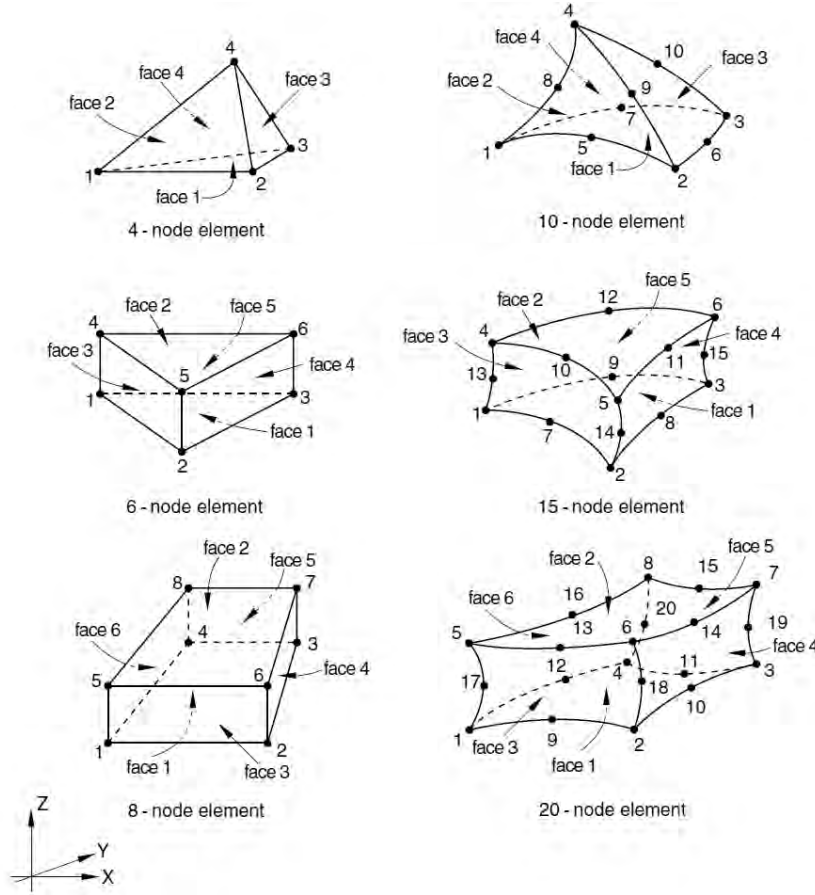 4
face 4
face 3
face 2
3
1
2
face 1
4 - node element
4
face 4
10
face 3
face 2
8
9
7
3
1
5
face 1
6
2
10 - node element
face 2
face 5
4
6
face 3
face 4
5
1
3
face 1
2
6 - node element
12
face 5
6
face 2
4
face 4
face 3
9
11
15
10
13
3
5
1
face 1
7
14
8
2
15 - node element
face 2
face 5
8
7
4
3
face 6
face 4
5
6
1
2
face 1
face 3
8 - node element
face 2
8
15
face 5
7
16
face 6
20
5
13
6
14
19
face 4
12
4
11
3
17
18
10
1
face 3
9
face 1
2
20 - node element
Z
Y
X